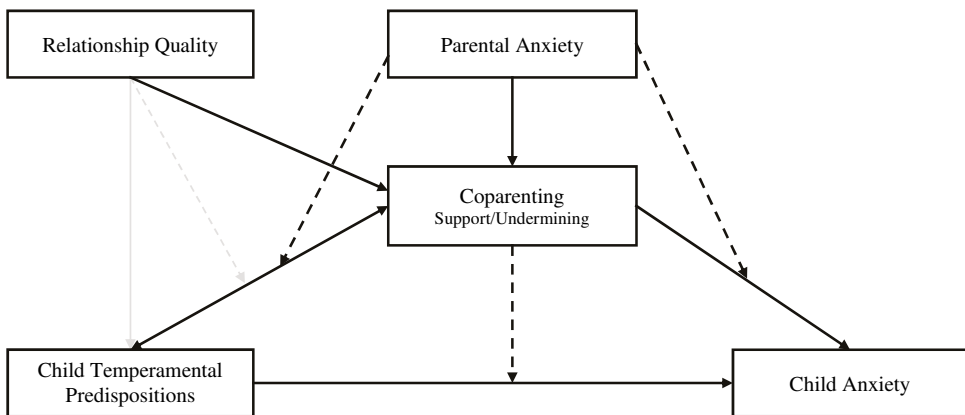 Relationship Quality
Parental Anxiety
Coparenting
Support/Undermining
Child Temperamental
Predispositions
Child Anxiety